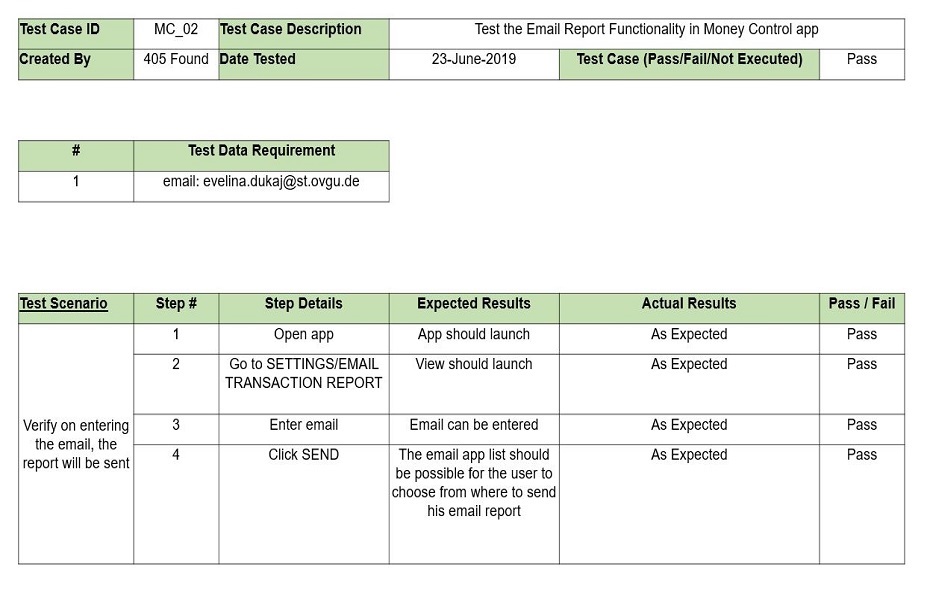 Test Case ID MC_02 Test Case Description Test the Email Report Functionality in Money Control app
Created By 405 Found Date Tested 23-June-2019 Test Case (Pass/Fail/Not Executed) Pass
# Test Data Requirement
1 email: evelina.dukaj@st.ovgu.de
Test Scenario Step # Step Details Expected Results Actual Results Pass / Fail
Verify on entering
the email, the
report will be sent
1 Open app App should launch As Expected Pass
2 Go to SETTINGS/EMAIL View should launch As Expected Pass
TRANSACTION REPORT
3 Enter email Email can be entered As Expected Pass
4 Click SEND The email app list should As Expected Pass
be possible for the user to
choose from where to send
his email report